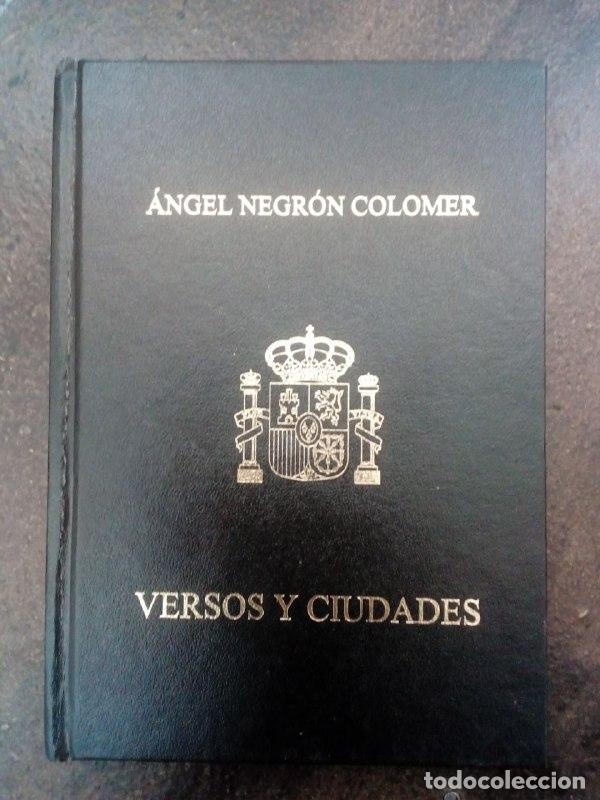 ÁNGEL NEGRÓN COLOMER
VERSOS Y CIUDADES
todocoleccion